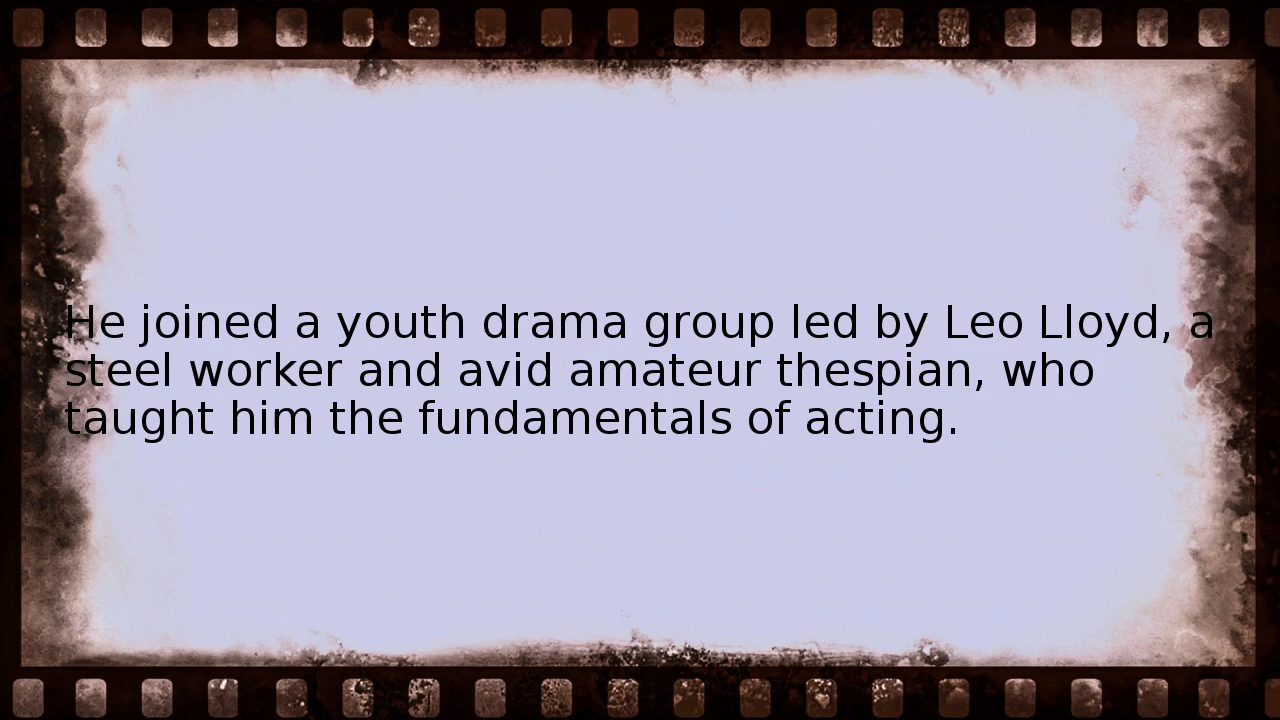 He joined a youth drama group led by Leo Lloyd, a
steel worker and avid amateur thespian, who
taught him the fundamentals of acting.